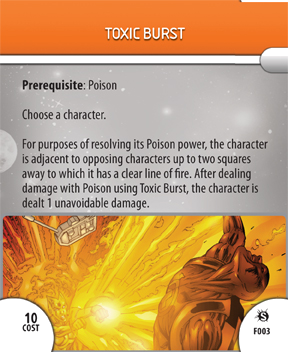 TOXIC BURST
Prerequisite: Poison
Choose a character.
For purposes of resolving its Poison power, the character
is adjacent to opposing characters up to two squares
away to which it has a clear line of fire. After dealing
damage with Poison using Toxic Burst, the character is
dealt 1 unavoidable damage.
10
COST
F003